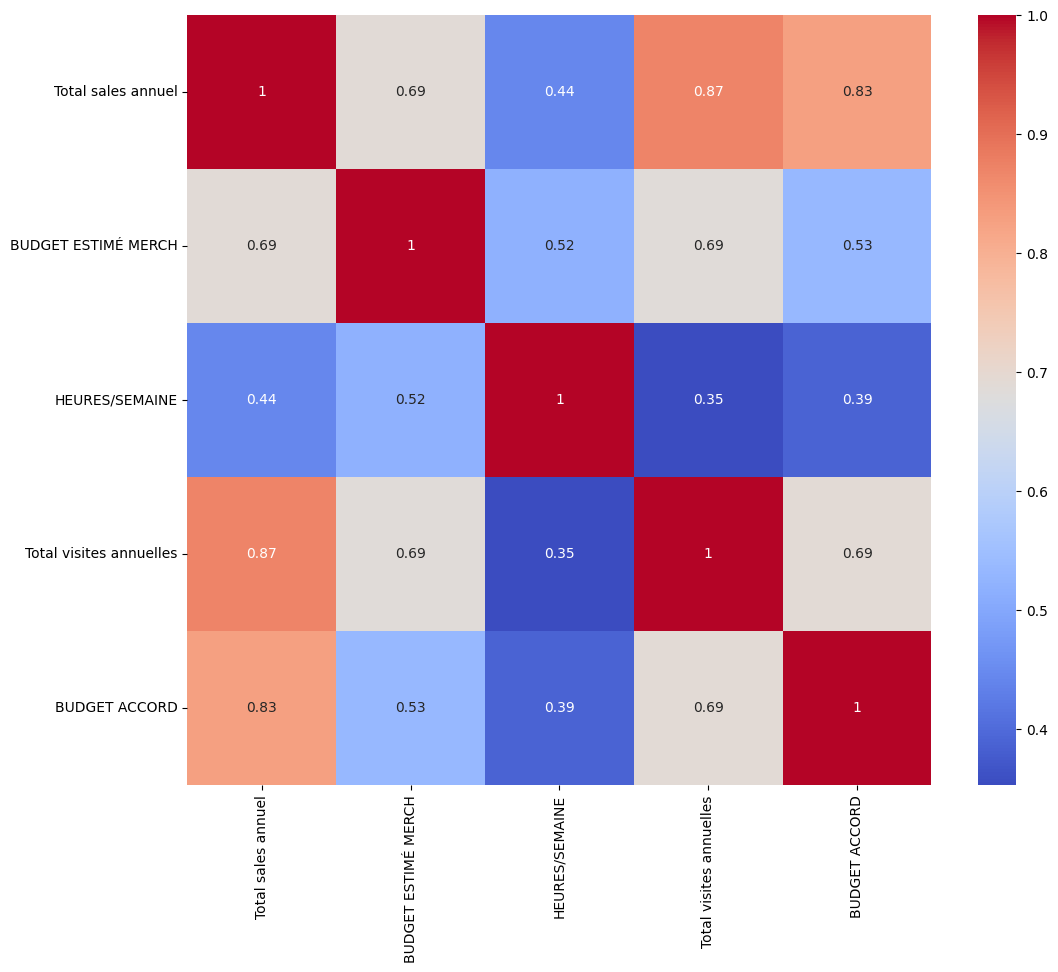 Total sales annuel 1 0.69 0.44 0.87 0.83
BUDGET ESTIMÉ MERCH 0.69 1 0.52 0.69 0.53
HEURES/SEMAINE 0.44 0.52 1 0.35 0.39
Total visites annuelles 0.87 0.69 0.35 1 0.69
BUDGET ACCORD 0.83 0.53 0.39 0.69 1
Total sales annuel
BUDGET ESTIMÉ MERCH
HEURES/SEMAINE
Total visites annuelles
BUDGET ACCORD
1.0
0.9
0.8
0.7
0.6
0.5
0.4